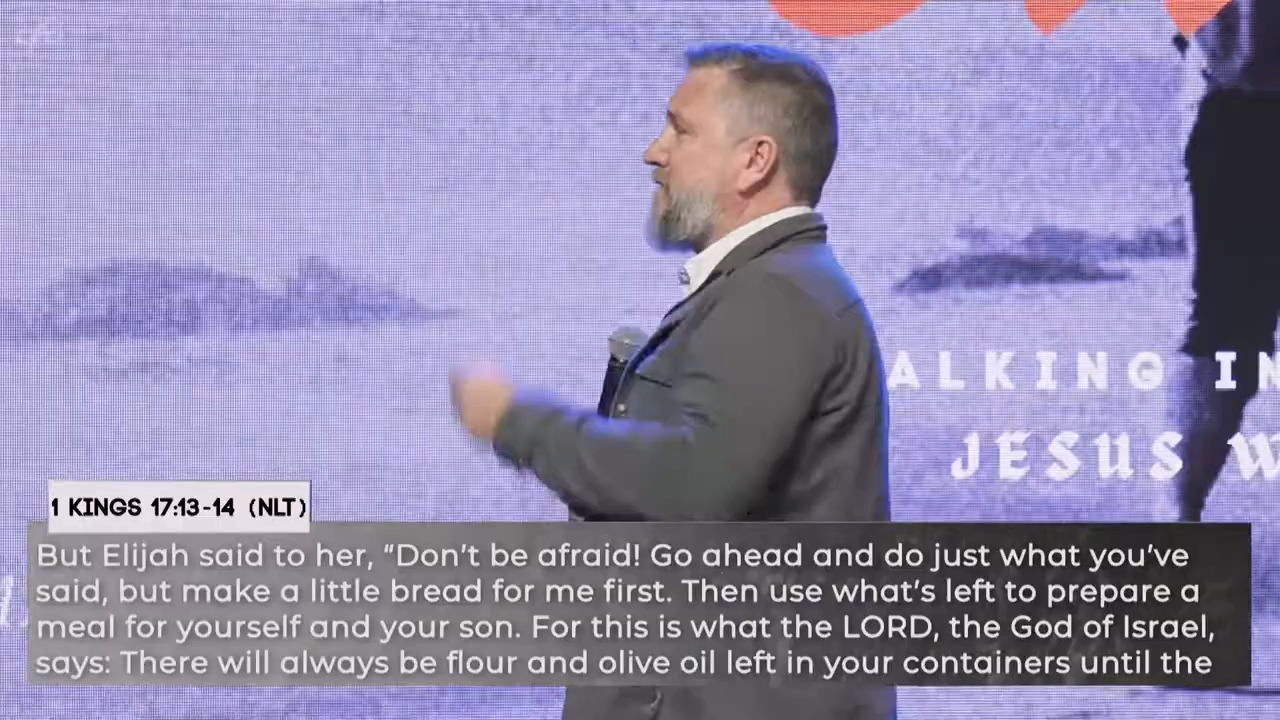 ALKING IN
JESUS W
1 KINGS 17:13-14 (NLT)
But Elijah said to her, “Don’t be afraid! Go ahead and do just what you’ve
said, but make a little bread for me first. Then use what’s left to prepare a
meal for yourself and your son. For this is what the LORD, the God of Israel,
says: There will always be flour and olive oil left in your containers until the